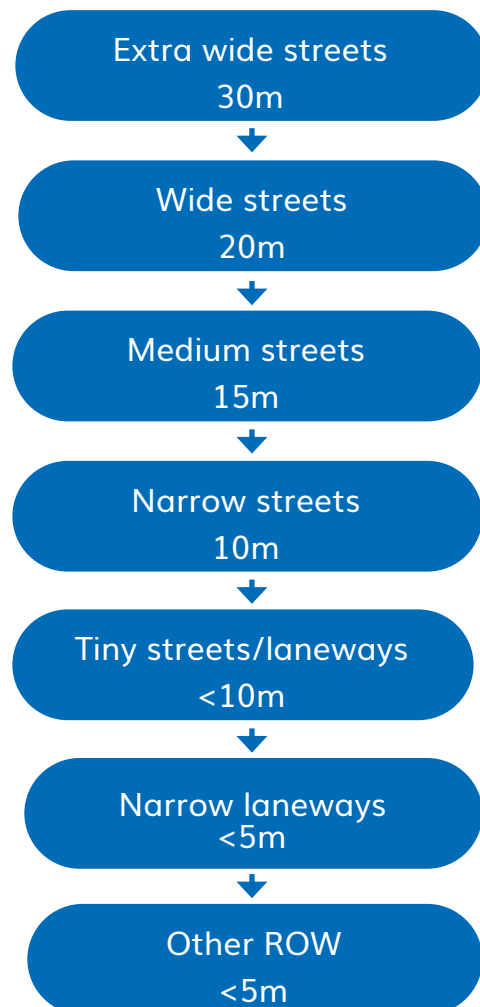 Extra wide streets
30m
Wide streets
20m
Medium streets
15m
Narrow streets
10m
Tiny streets/laneways
<10m
Narrow laneways
<5m
Other ROW
<5m